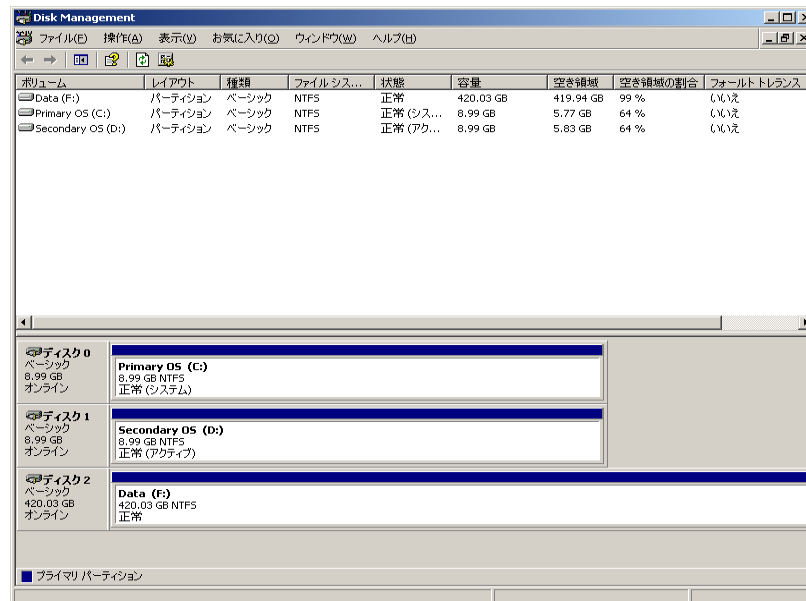 Disk Management
ファイル(F) 操作(A) 表示(V) お気に入り(O) ウィンドウ(W) ヘルプ(H)
ボリューム レイアウト 種類 ファイル シス... 状態 容量 空き領域 空き領域の割合 フォールト トレランス
Data (F:) パーティション ベーシック NTFS 正常 420.03 GB 419.94 GB 99 % いいえ
Primary OS (C:) パーティション ベーシック NTFS 正常 (シス... 8.99 GB 5.77 GB 64 % いいえ
Secondary OS (D:) パーティション ベーシック NTFS 正常 (アク... 8.99 GB 5.83 GB 64 % いいえ
ディスク 0
ベーシック
8.99 GB
オンライン
Primary OS (C:)
8.99 GB NTFS
正常 (システム)
ディスク 1
ベーシック
8.99 GB
オンライン
Secondary OS (D:)
8.99 GB NTFS
正常 (アクティブ)
ディスク 2
ベーシック
420.03 GB
オンライン
Data (F:)
420.03 GB NTFS
正常
プライマリ パーティション